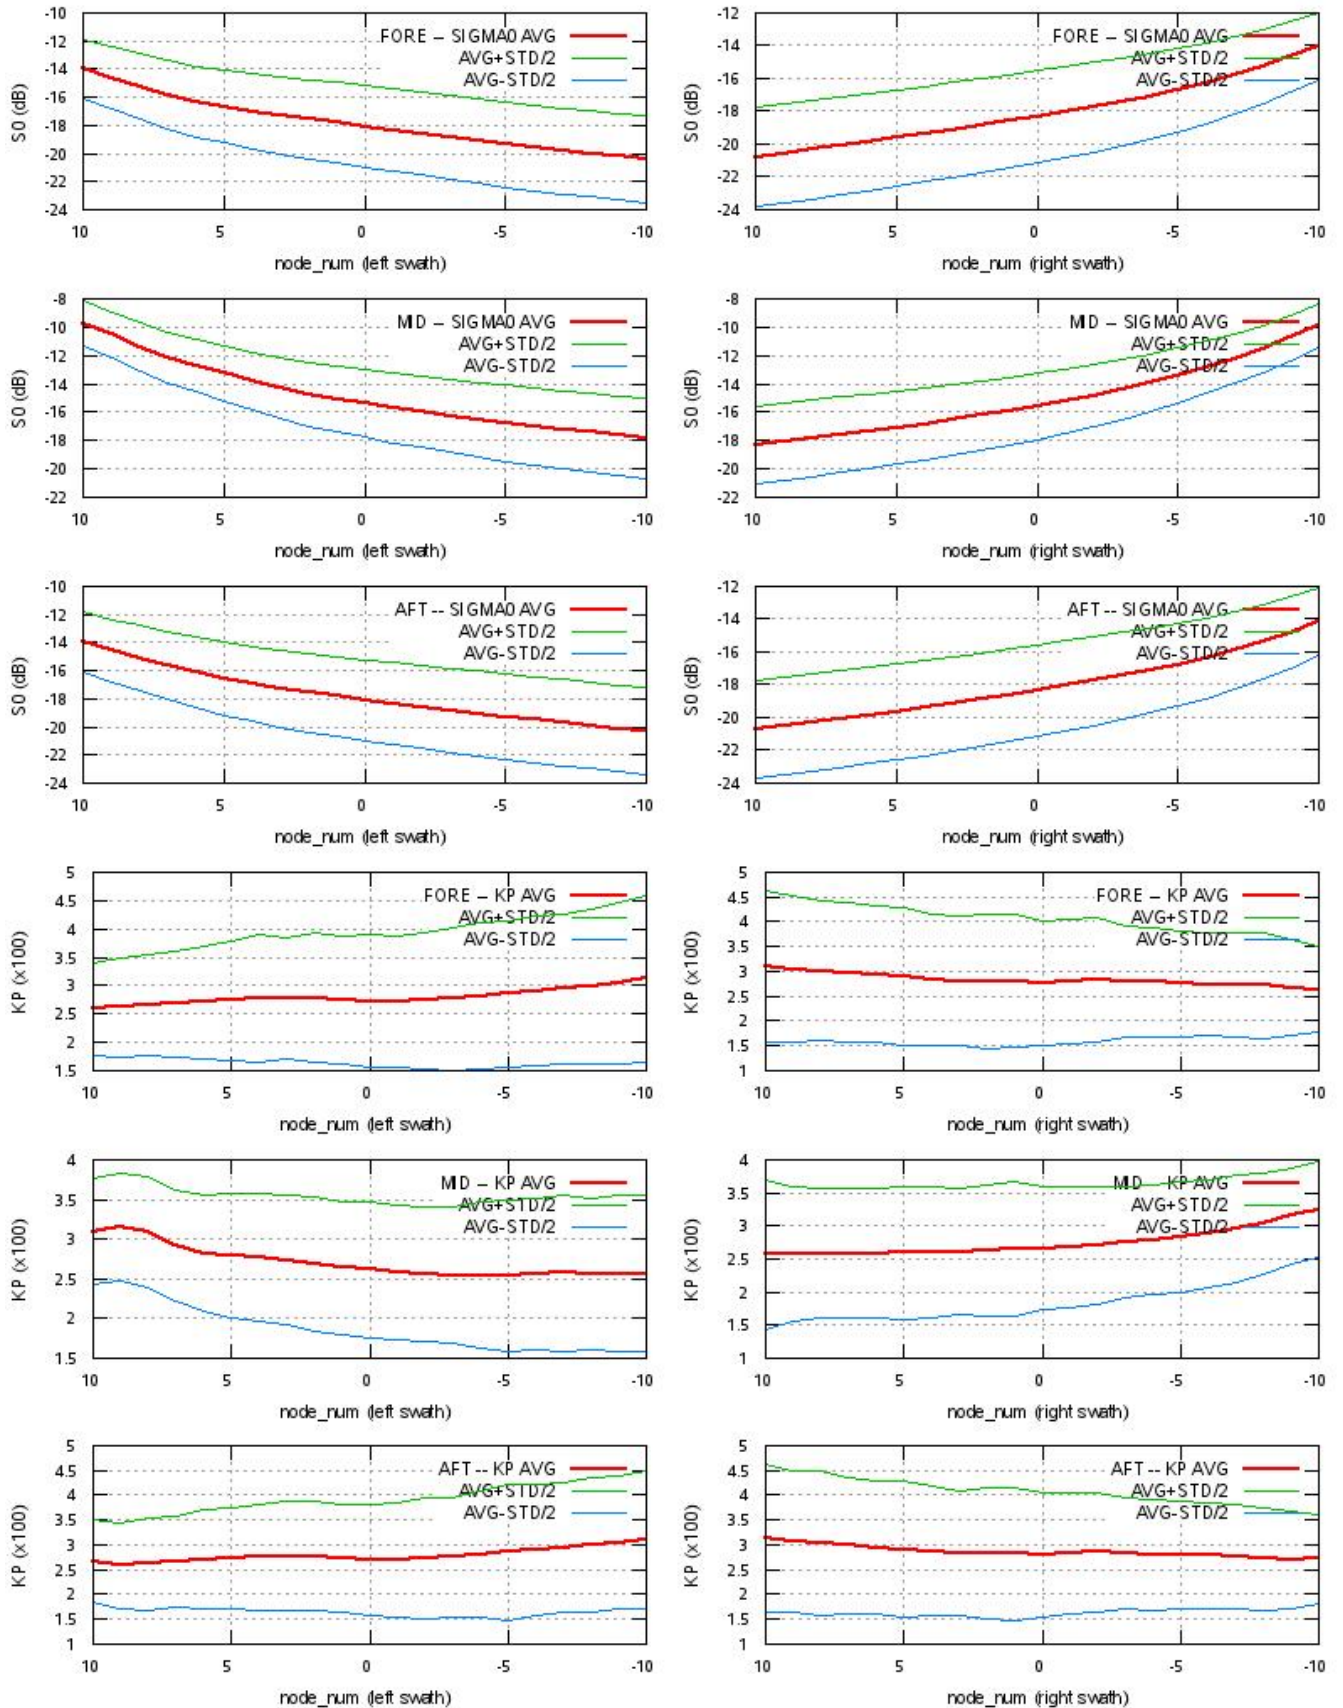 -10
-12
-14
-16
-18
-20
-22
-24
S0 (dB)
FORE -- SIGMA0 AVG
AVG+STD/2
AVG-STD/2
10 5 0 -5 -10
node_num (left swath)
-12
-14
-16
-18
-20
-22
-24
S0 (dB)
FORE -- SIGMA0 AVG
AVG+STD/2
AVG-STD/2
10 5 0 -5 -10
node_num (right swath)
-8
-10
-12
-14
-16
-18
-20
-22
S0 (dB)
MID -- SIGMA0 AVG
AVG+STD/2
AVG-STD/2
10 5 0 -5 -10
node_num (left swath)
-8
-10
-12
-14
-16
-18
-20
-22
S0 (dB)
MID -- SIGMA0 AVG
AVG+STD/2
AVG-STD/2
10 5 0 -5 -10
node_num (right swath)
-10
-12
-14
-16
-18
-20
-22
-24
S0 (dB)
AFT -- SIGMA0 AVG
AVG+STD/2
AVG-STD/2
10 5 0 -5 -10
node_num (left swath)
-12
-14
-16
-18
-20
-22
-24
S0 (dB)
AFT -- SIGMA0 AVG
AVG+STD/2
AVG-STD/2
10 5 0 -5 -10
node_num (right swath)
5
4.5
4
3.5
3
2.5
2
1.5
KP (x100)
FORE -- KP AVG
AVG+STD/2
AVG-STD/2
10 5 0 -5 -10
node_num (left swath)
5
4.5
4
3.5
3
2.5
2
1.5
1
KP (x100)
FORE -- KP AVG
AVG+STD/2
AVG-STD/2
10 5 0 -5 -10
node_num (right swath)
4
3.5
3
2.5
2
1.5
KP (x100)
MID -- KP AVG
AVG+STD/2
AVG-STD/2
10 5 0 -5 -10
node_num (left swath)
4
3.5
3
2.5
2
1.5
1
KP (x100)
MID -- KP AVG
AVG+STD/2
AVG-STD/2
10 5 0 -5 -10
node_num (right swath)
5
4.5
4
3.5
3
2.5
2
1.5
1
KP (x100)
AFT -- KP AVG
AVG+STD/2
AVG-STD/2
10 5 0 -5 -10
node_num (left swath)
5
4.5
4
3.5
3
2.5
2
1.5
1
KP (x100)
AFT -- KP AVG
AVG+STD/2
AVG-STD/2
10 5 0 -5 -10
node_num (right swath)